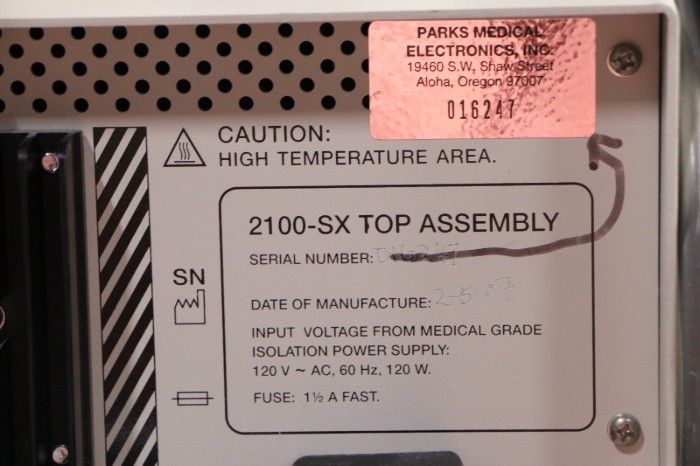 PARKS MEDICAL
ELECTRONICS, INC.
19460 S.W. Shaw Street
Aloha, Oregon 97007
016247
CAUTION:
HIGH TEMPERATURE AREA.
2100-SX TOP ASSEMBLY
SERIAL NUMBER:
SN
DATE OF MANUFACTURE: 2-5-07
INPUT VOLTAGE FROM MEDICAL GRADE
ISOLATION POWER SUPPLY:
120 V ~ AC, 60 Hz, 120 W.
FUSE: 1½ A FAST.